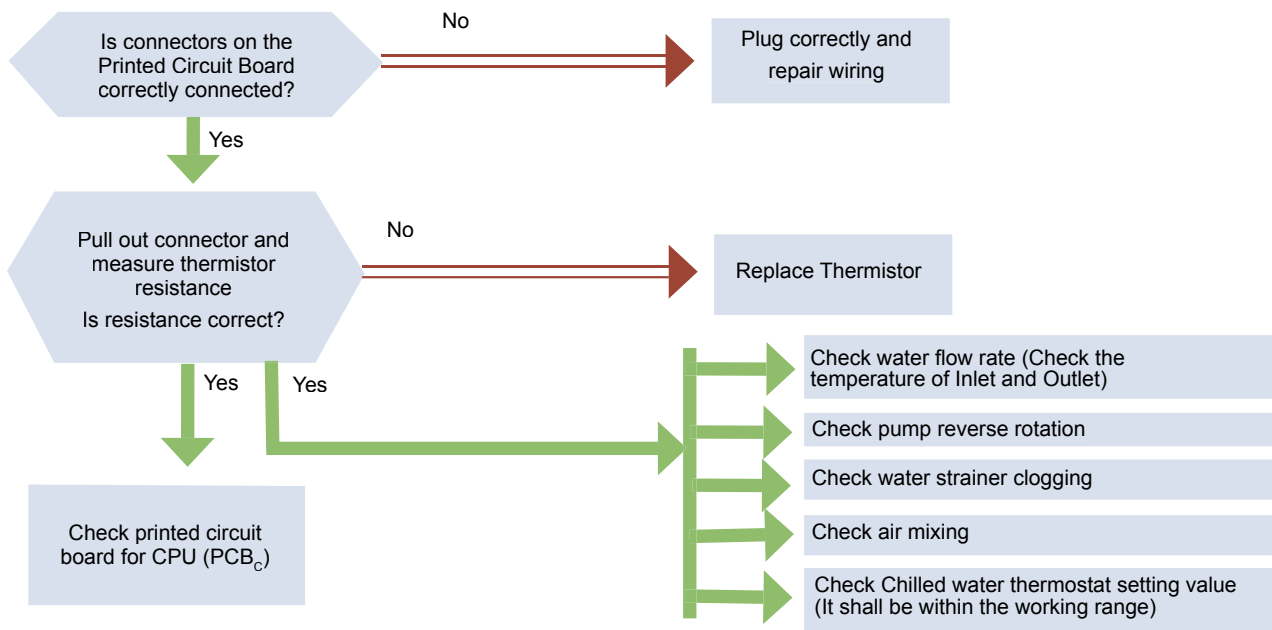 Is connectors on the
Printed Circuit Board
correctly connected?
No
Plug correctly and
repair wiring
Yes
Pull out connector and
measure thermistor
resistance
Is resistance correct?
No
Replace Thermistor
Yes
Yes
Check water flow rate (Check the
temperature of Inlet and Outlet)
Check pump reverse rotation
Check water strainer clogging
Check air mixing
Check Chilled water thermostat setting value
(It shall be within the working range)
Check printed circuit
board for CPU (PCBC)